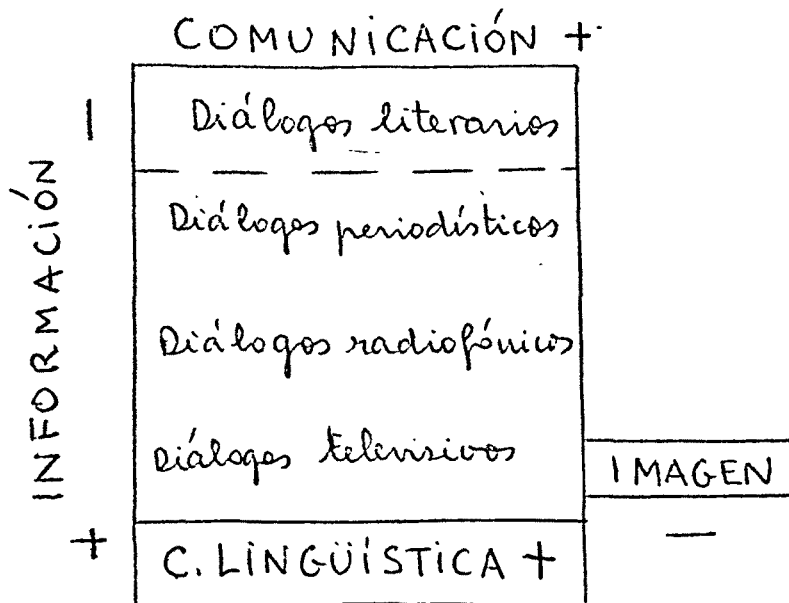 COMUNICACIÓN +
—
INFORMACIÓN
+
Diálogos literarios
Diálogos periodísticos
Diálogos radiofónicos
Diálogos televisivos
IMAGEN
—
C. LINGÜÍSTICA +